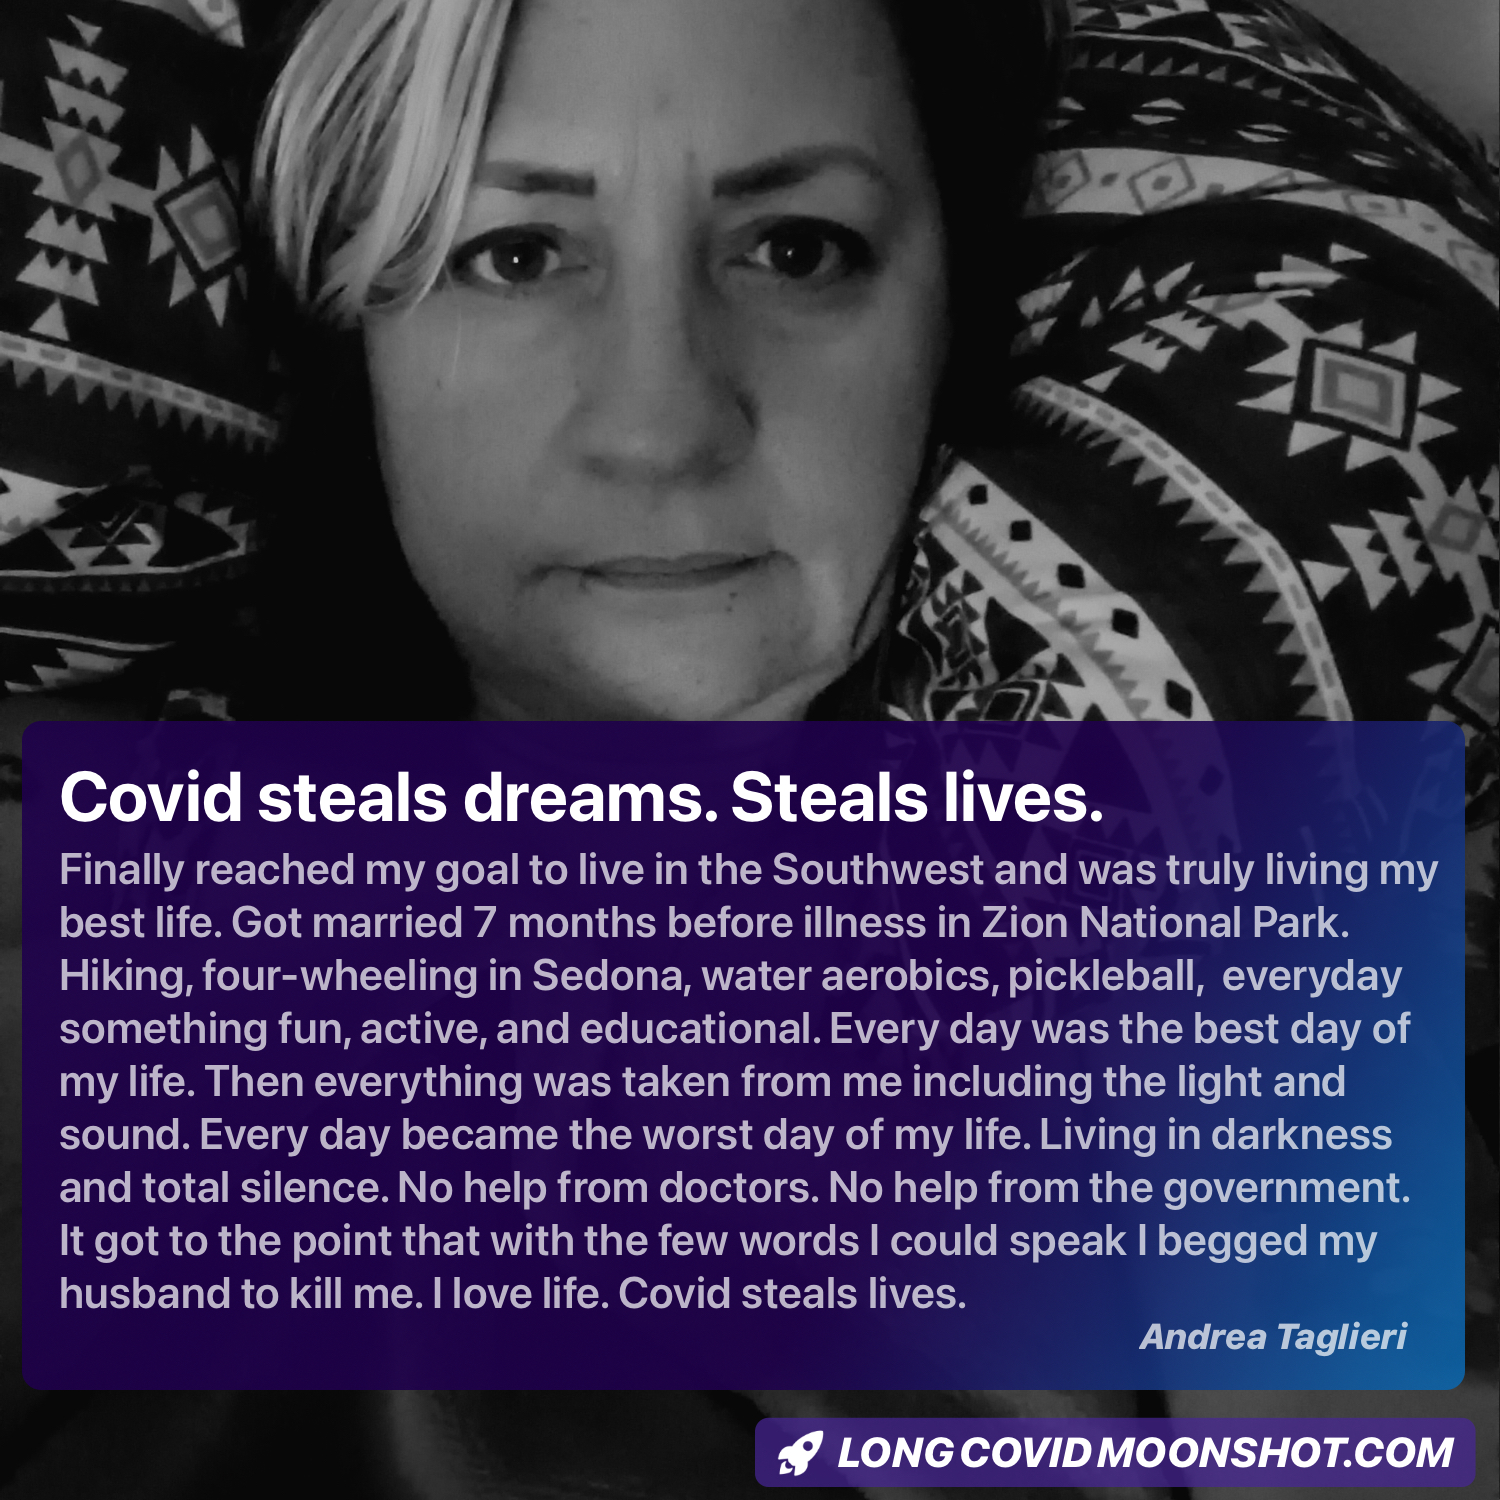 Covid steals dreams. Steals lives.
Finally reached my goal to live in the Southwest and was truly living my
best life. Got married 7 months before illness in Zion National Park.
Hiking, four-wheeling in Sedona, water aerobics, pickleball,  everyday
something fun, active, and educational. Every day was the best day of
my life. Then everything was taken from me including the light and
sound. Every day became the worst day of my life. Living in darkness
and total silence. No help from doctors. No help from the government.
It got to the point that with the few words I could speak I begged my
husband to kill me. I love life. Covid steals lives.
Andrea Taglieri
LONG COVID MOONSHOT.COM